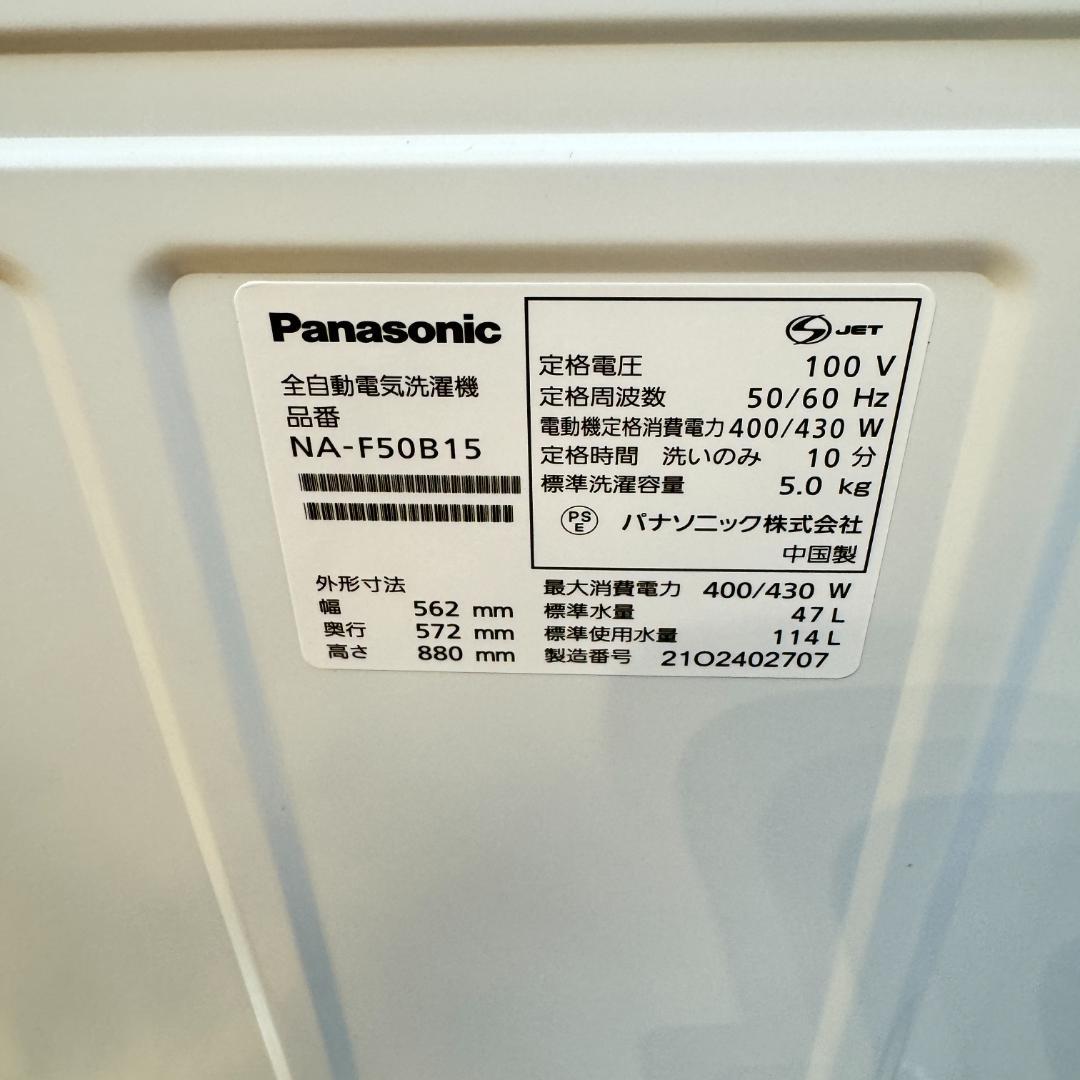 Panasonic
全自動電気洗濯機
品番
NA-F50B15
JET
定格電圧 100 V
定格周波数 50/60 Hz
電動機定格消費電力 400/430 W
定格時間 洗いのみ 10 分
標準洗濯容量 5.0 kg
PS
E
パナソニック株式会社
中国製
外形寸法
幅 562 mm
奥行 572 mm
高さ 880 mm
最大消費電力 400/430 W
標準水量 47 L
標準使用水量 114 L
製造番号 21O2402707